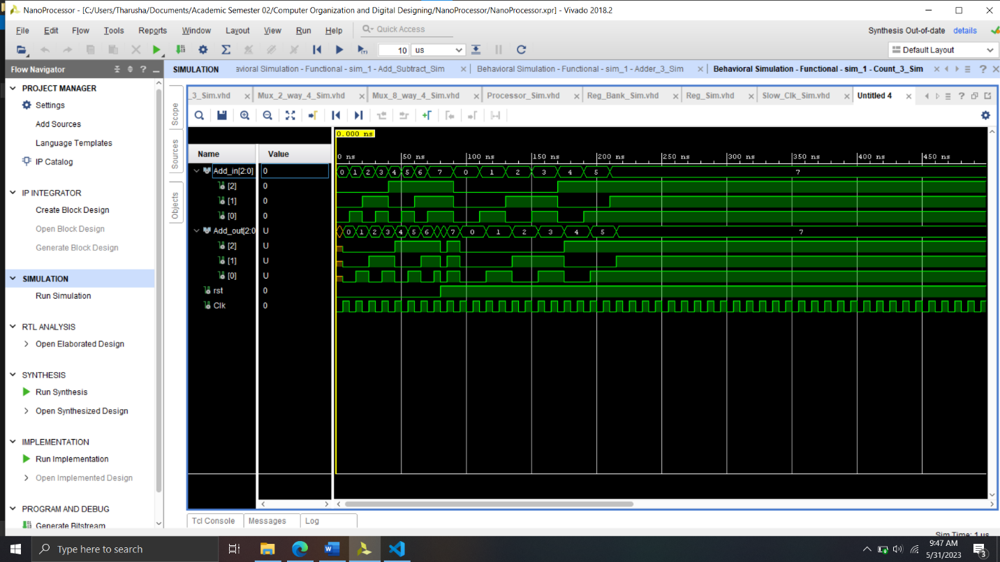 NanoProcessor - [C:/Users/Tharusha/Documents/Academic Semester 02/Computer Organization and Digital Designing/NanoProcessor/NanoProcessor.xpr] - Vivado 2018.2
File Edit Flow Tools Reports Window Layout View Run Help Quick Access
Synthesis Out-of-date details
10 us
Default Layout
Flow Navigator
SIMULATION avioral Simulation - Functional - sim_1 - Add_Subtract_Sim Behavioral Simulation - Functional - sim_1 - Adder_3_Sim Behavioral Simulation - Functional - sim_1 - Count_3_Sim
_3_Sim.vhd Mux_2_way_4_Sim.vhd Mux_8_way_4_Sim.vhd Processor_Sim.vhd Reg_Bank_Sim.vhd Reg_Sim.vhd Slow_Clk_Sim.vhd Untitled 4
PROJECT MANAGER
Settings
Add Sources
Language Templates
IP Catalog
IP INTEGRATOR
Create Block Design
Open Block Design
Generate Block Design
SIMULATION
Run Simulation
RTL ANALYSIS
Open Elaborated Design
SYNTHESIS
Run Synthesis
Open Synthesized Design
IMPLEMENTATION
Run Implementation
Open Implemented Design
PROGRAM AND DEBUG
Generate Bitstream
Scope
Sources
Objects
0.000 ns
Name Value
0 ns 50 ns 100 ns 150 ns 200 ns 250 ns 300 ns 350 ns 400 ns 450 ns
Add_in[2:0] 0 0 1 2 3 4 5 6 7 0 1 2 3 4 5 7
[2] 0
[1] 0
[0] 0
Add_out[2:0 U 0 1 2 3 4 5 6 7 0 1 2 3 4 5 7
[2] U
[1] U
[0] U
rst 0
Clk 0
Tcl Console Messages Log
Sim Time: 1 us
Type here to search
9:47 AM
5/31/2023
3